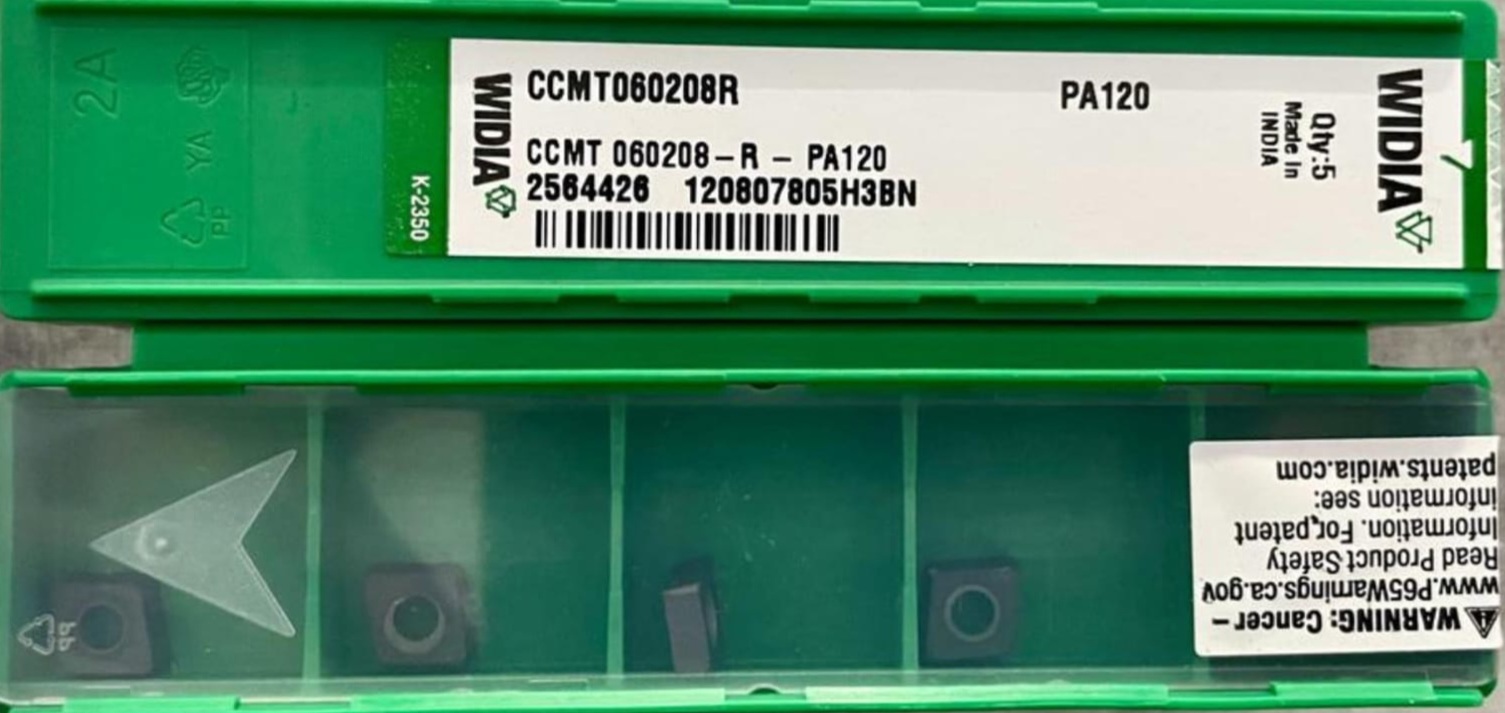 2A
YA
PP
K-2350
WIDIA
CCMT060208R
PA120
CCMT 060208-R - PA120
2564426 120807805H3BN
Qty:5
Made In
INDIA
WIDIA
⚠ WARNING: Cancer -
www.P65Warnings.ca.gov
Read Product Safety
Information. For patent
information see:
patents.widia.com